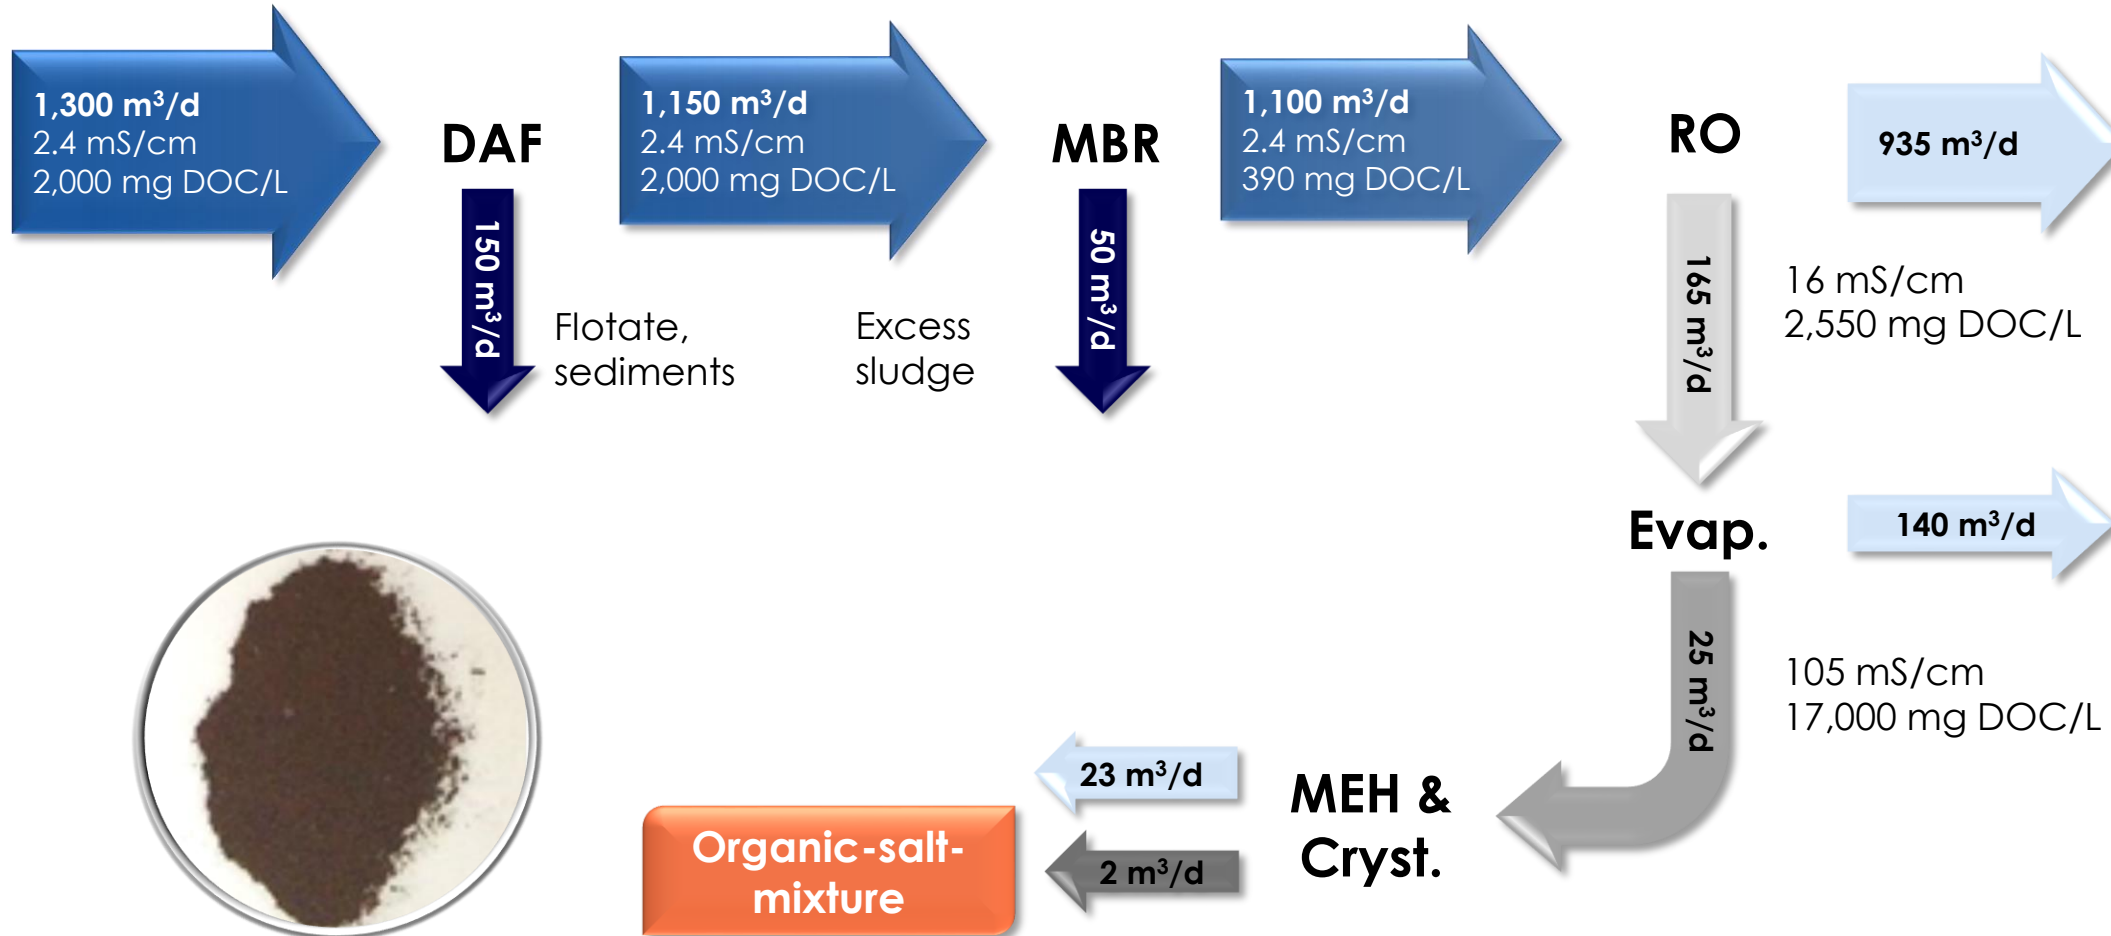 1,300 m³/d
2.4 mS/cm
2,000 mg DOC/L
DAF
150 m³/d
Flotate,
sediments
1,150 m³/d
2.4 mS/cm
2,000 mg DOC/L
MBR
50 m³/d
Excess
sludge
1,100 m³/d
2.4 mS/cm
390 mg DOC/L
RO
935 m³/d
165 m³/d
16 mS/cm
2,550 mg DOC/L
Evap.
140 m³/d
25 m³/d
105 mS/cm
17,000 mg DOC/L
MEH &
Cryst.
23 m³/d
2 m³/d
Organic-salt-
mixture